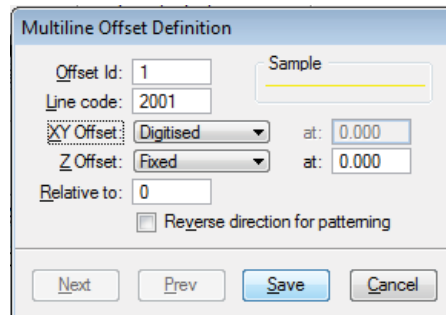 Multiline Offset Definition
Offset Id: 1
Sample
Line code: 2001
XY Offset: Digitised at: 0.000
Z Offset: Fixed at: 0.000
Relative to: 0
Reverse direction for patterning
Next Prev Save Cancel